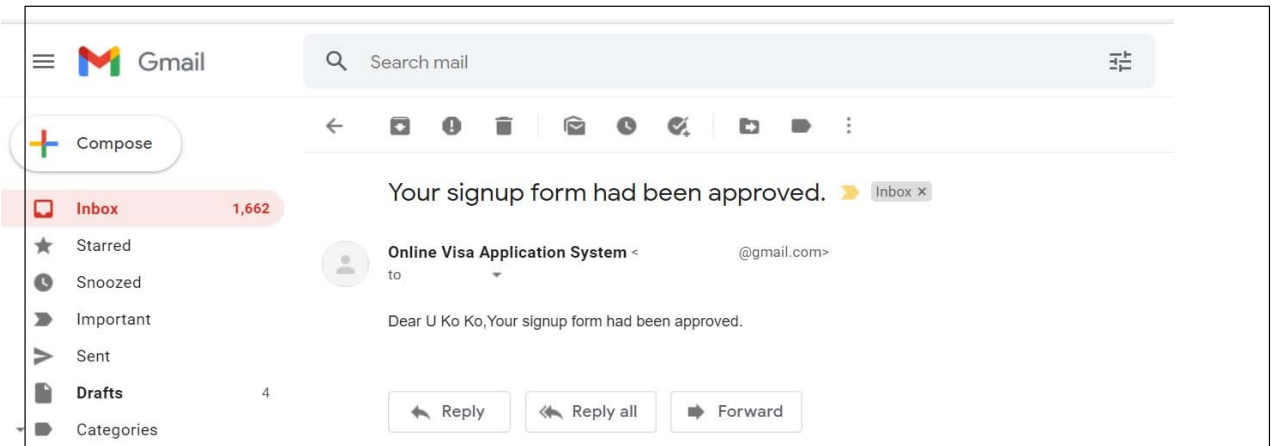 Gmail
Search mail
Compose
Your signup form had been approved. Inbox ×
Inbox 1,662
Starred
Online Visa Application System < @gmail.com>
to
Snoozed
Important
Dear U Ko Ko,Your signup form had been approved.
Sent
Drafts 4
Reply Reply all Forward
Categories